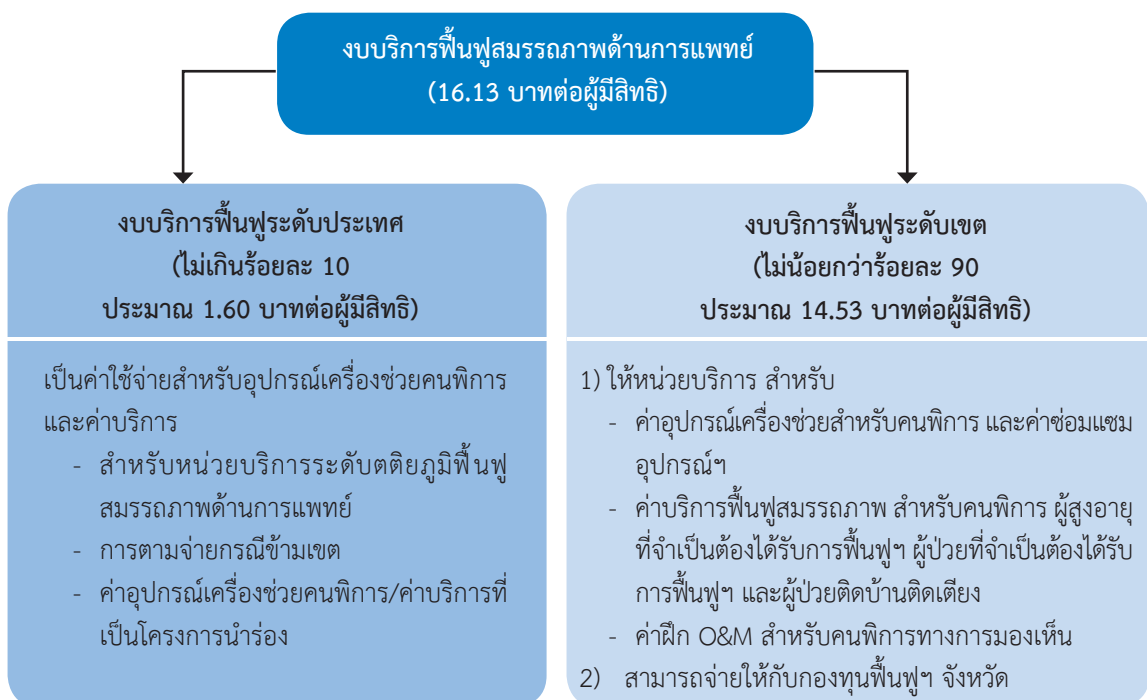 งบบริการฟื้นฟูสมรรถภาพด้านการแพทย์
(16.13 บาทต่อผู้มีสิทธิ)
งบบริการฟื้นฟูระดับประเทศ
(ไม่เกินร้อยละ 10
ประมาณ 1.60 บาทต่อผู้มีสิทธิ)
เป็นค่าใช้จ่ายสำหรับอุปกรณ์เครื่องช่วยคนพิการ
และค่าบริการ
- สำหรับหน่วยบริการระดับตติยภูมิฟื้นฟู
สมรรถภาพด้านการแพทย์
- การตามจ่ายกรณีข้ามเขต
- ค่าอุปกรณ์เครื่องช่วยคนพิการ/ค่าบริการที่
เป็นโครงการนำร่อง
งบบริการฟื้นฟูระดับเขต
(ไม่น้อยกว่าร้อยละ 90
ประมาณ 14.53 บาทต่อผู้มีสิทธิ)
1) ให้หน่วยบริการ สำหรับ
- ค่าอุปกรณ์เครื่องช่วยสำหรับคนพิการ และค่าซ่อมแซม
อุปกรณ์ฯ
- ค่าบริการฟื้นฟูสมรรถภาพ สำหรับคนพิการ ผู้สูงอายุ
ที่จำเป็นต้องได้รับการฟื้นฟูฯ ผู้ป่วยที่จำเป็นต้องได้รับ
การฟื้นฟูฯ และผู้ป่วยติดบ้านติดเตียง
- ค่าฝึก O&M สำหรับคนพิการทางการมองเห็น
2) สามารถจ่ายให้กับกองทุนฟื้นฟูฯ จังหวัด